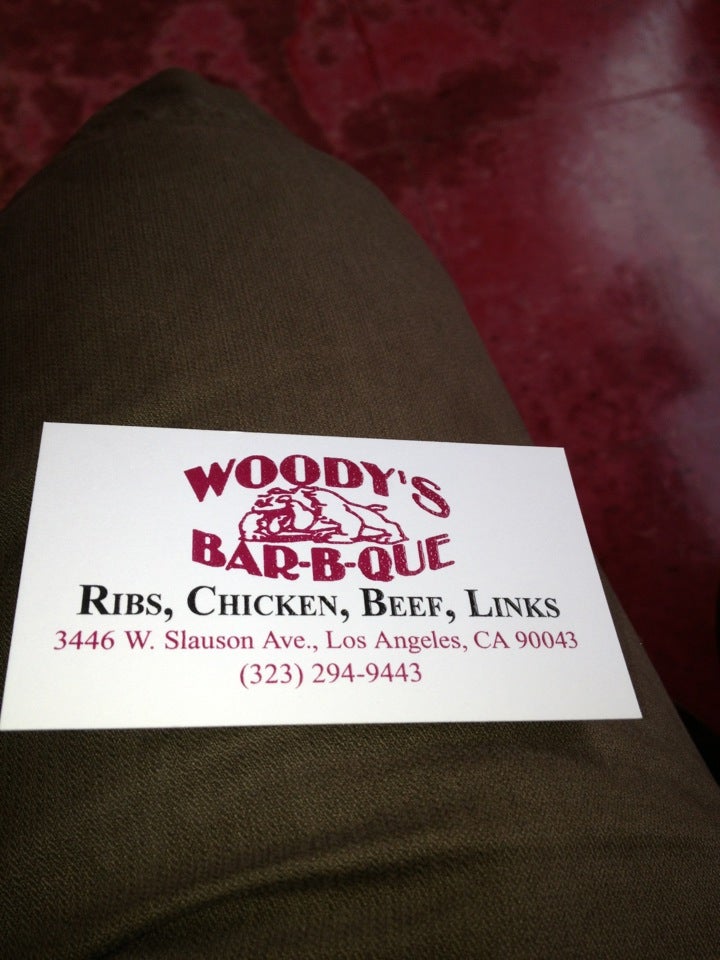 WOODY'S
BAR-B-QUE
RIBS, CHICKEN, BEEF, LINKS
3446 W. Slauson Ave., Los Angeles, CA 90043
(323) 294-9443